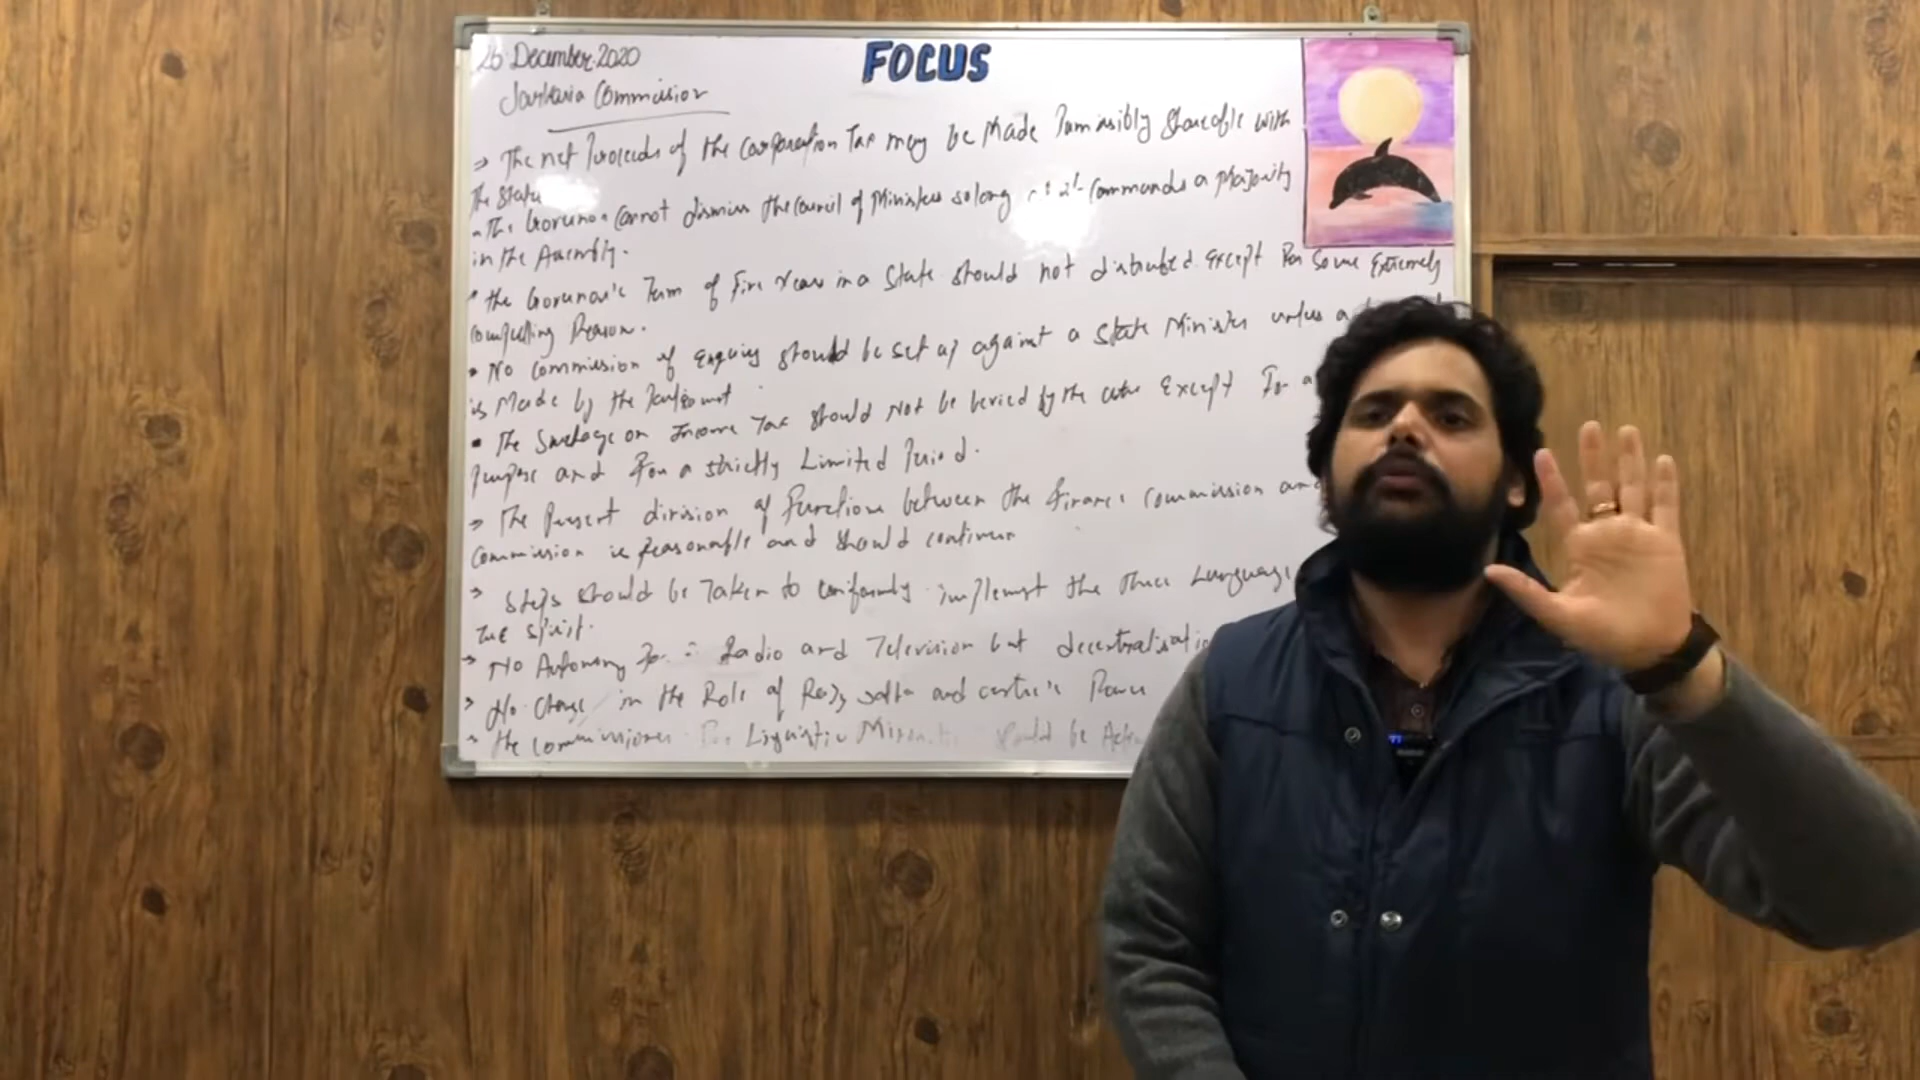 26 December 2020
FOCUS
Sarkaria Commission
⇒ The net Proceeds of the Corporation Tax may be Made Permissibly Shareable with
The State
• The Governor Cannot dismiss the Council of Ministers so long as it Commands a Majority
in the Assembly.
• the Governor's Term of Five Years in a State should not disturbed Except For Some Extremely
Compelling Reason.
• No Commission of Enquiry should be set up against a State Minister unless a
is Made by the Parliament
• The Surcharge on Income Tax should Not be levied by the Except For a
Purpose and For a strictly Limited Period.
⇒ The Present division of Functions between the Finance Commission and
Commission is Reasonable and should continue
> Steps should be Taken to uniformly implement the Three Language
True Spirit.
→ No Autonomy For Radio and Television but decentralisation
> No Change in the Role of Rajya Sabha and centre's Power
The Commissioner For Linguistic should be